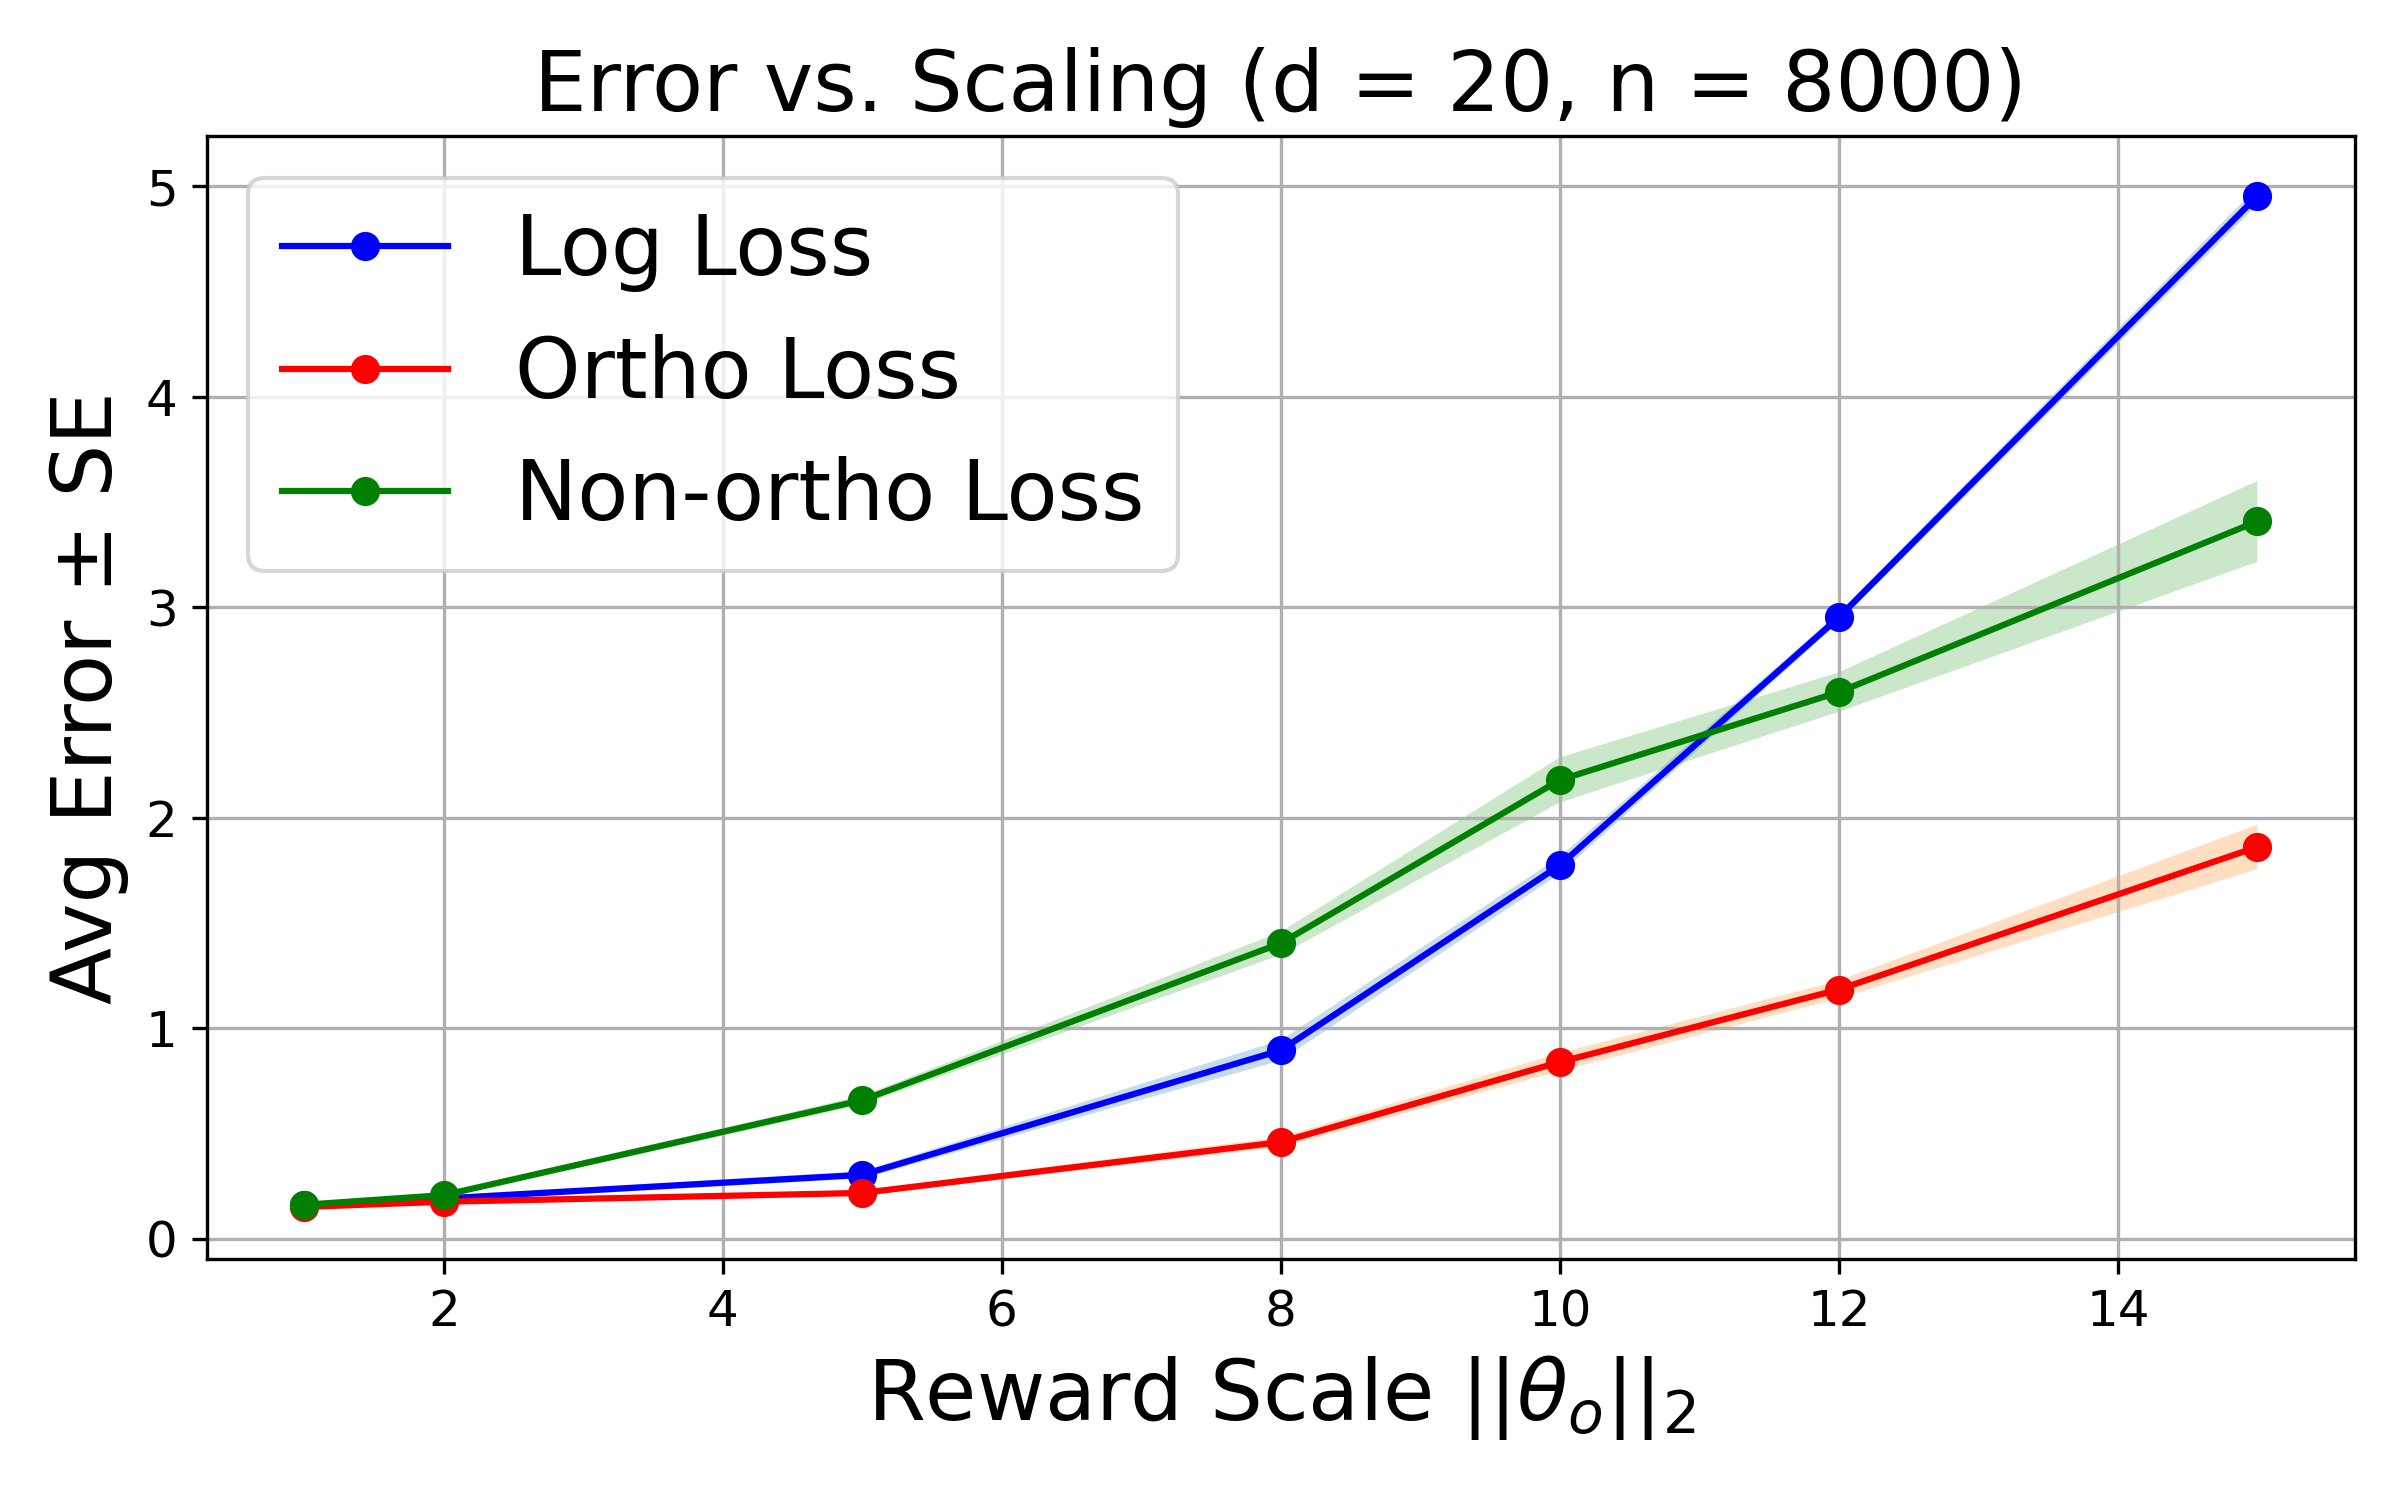 Error vs. Scaling (d = 20, n = 8000)
Log Loss
Ortho Loss
Non-ortho Loss
Avg Error ± SE
5
4
3
2
1
0
2 4 6 8 10 12 14
Reward Scale ||θₒ||₂